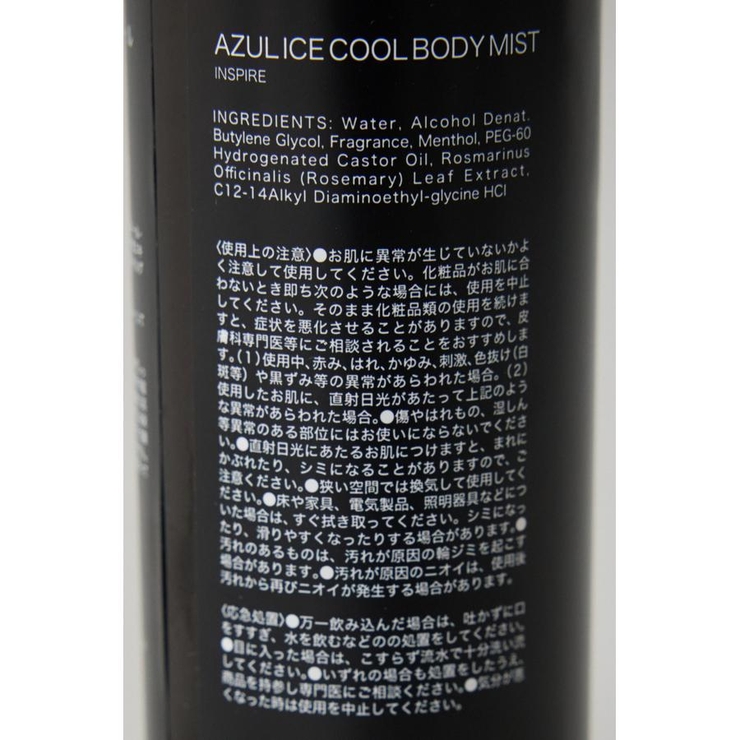 AZUL ICE COOL BODY MIST
INSPIRE
INGREDIENTS: Water, Alcohol Denat.
Butylene Glycol, Fragrance, Menthol, PEG-60
Hydrogenated Castor Oil, Rosmarinus
Officinalis (Rosemary) Leaf Extract,
C12-14Alkyl Diaminoethyl-glycine HCl
〈使用上の注意〉●お肌に異常が生じていないかよ
く注意して使用してください。化粧品がお肌に合
わないとき即ち次のような場合には、使用を中止
してください。そのまま化粧品類の使用を続けま
すと、症状を悪化させることがありますので、皮
膚科専門医等にご相談されることをおすすめしま
す。(1)使用中、赤み、はれ、かゆみ、刺激、色抜け(白
斑等)や黒ずみ等の異常があらわれた場合。(2)
使用したお肌に、直射日光があたって上記のよう
な異常があらわれた場合。●傷やはれもの、湿しん
等異常のある部位にはお使いにならないでくださ
い。●直射日光にあたるお肌につけますと、まれに
かぶれたり、シミになることがありますので、ご
注意ください。●狭い空間では換気して使用してく
ださい。●床や家具、電気製品、照明器具などにつ
いた場合は、すぐ拭き取ってください。シミになっ
たり、滑りやすくなったりする場合があります。●
汚れのあるものは、汚れが原因の輪ジミを起こす
場合があります。●汚れが原因のニオイは、使用後
汚れから再びニオイが発生する場合があります。
〈応急処置〉●万一飲み込んだ場合は、吐かずに口
をすすぎ、水を飲むなどのの処置をしてください。
●目に入った場合は、こすらず流水で十分洗い流
してください。●いずれの場合も処置をしたうえ、
商品を持参し専門医にご相談ください。●気分が悪
くなった時は使用を中止してください。